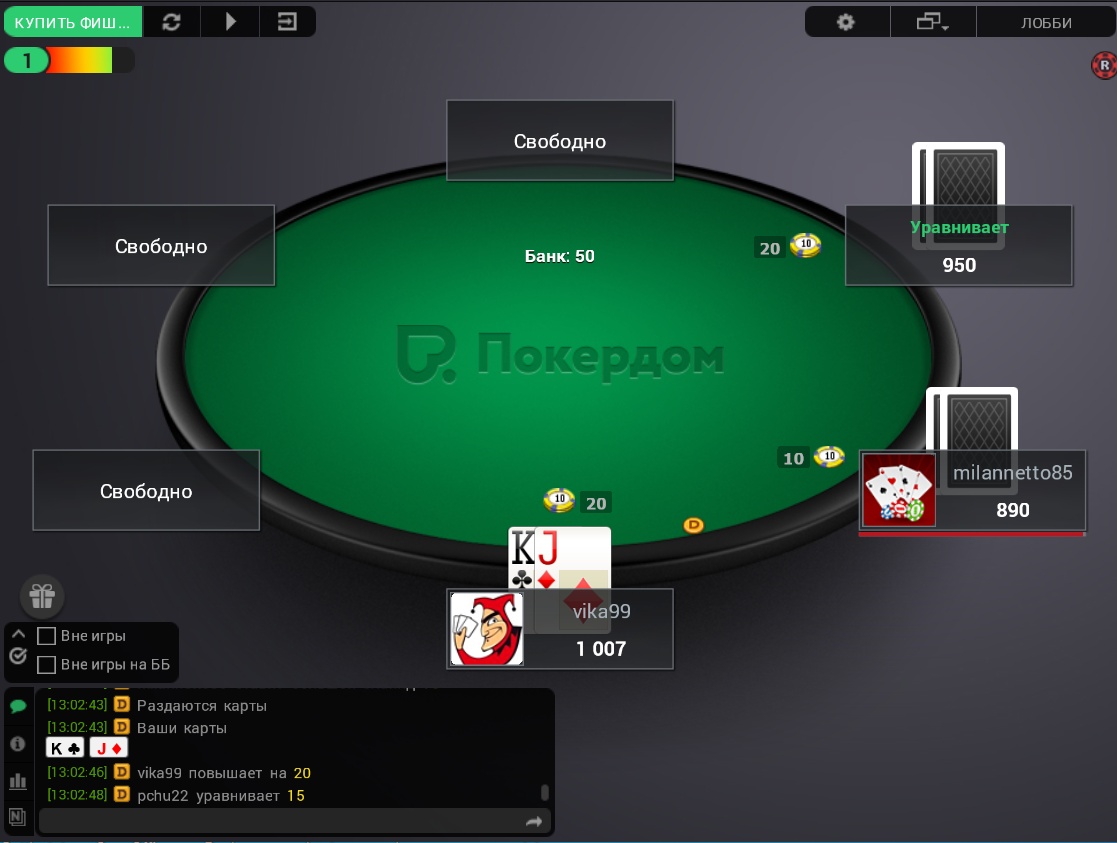 КУПИТЬ ФИШ...
ЛОББИ
1
R
Свободно
Свободно
Уравнивает
950
Банк: 50
20
10
Покердом
Свободно
10
10
milannetto85
890
10
20
D
K
J
vika99
1 007
Вне игры
Вне игры на ББ
[13:02:43] D Раздаются карты
[13:02:43] D Ваши карты
K♣ J♦
[13:02:46] D vika99 повышает на 20
[13:02:48] D pchu22 уравнивает 15
N